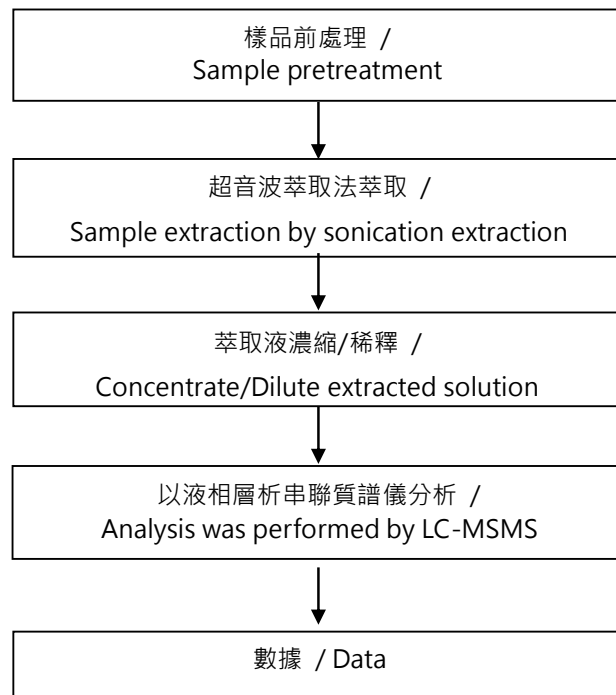 樣品前處理 /
Sample pretreatment
超音波萃取法萃取 /
Sample extraction by sonication extraction
萃取液濃縮/稀釋 /
Concentrate/Dilute extracted solution
以液相層析串聯質譜儀分析 /
Analysis was performed by LC-MSMS
數據 / Data